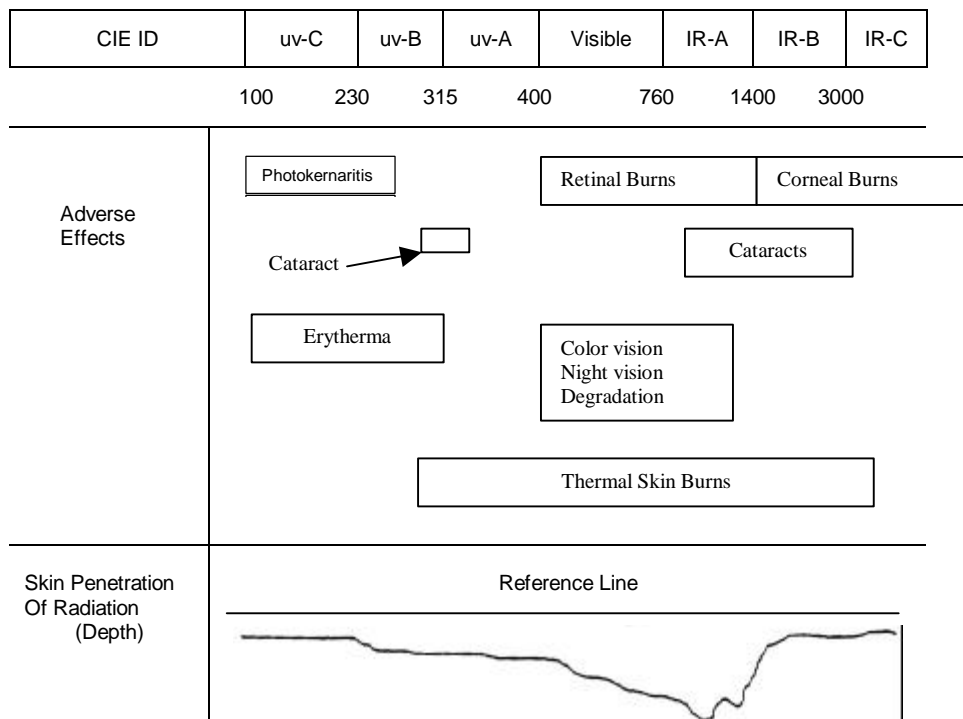 CIE ID uv-C uv-B uv-A Visible IR-A IR-B IR-C
100 230 315 400 760 1400 3000
Photokernaritis Retinal Burns Corneal Burns
Adverse
Effects
Cataract Cataracts
Erytherma
Color vision
Night vision
Degradation
Thermal Skin Burns
Skin Penetration
Of Radiation
(Depth)
Reference Line